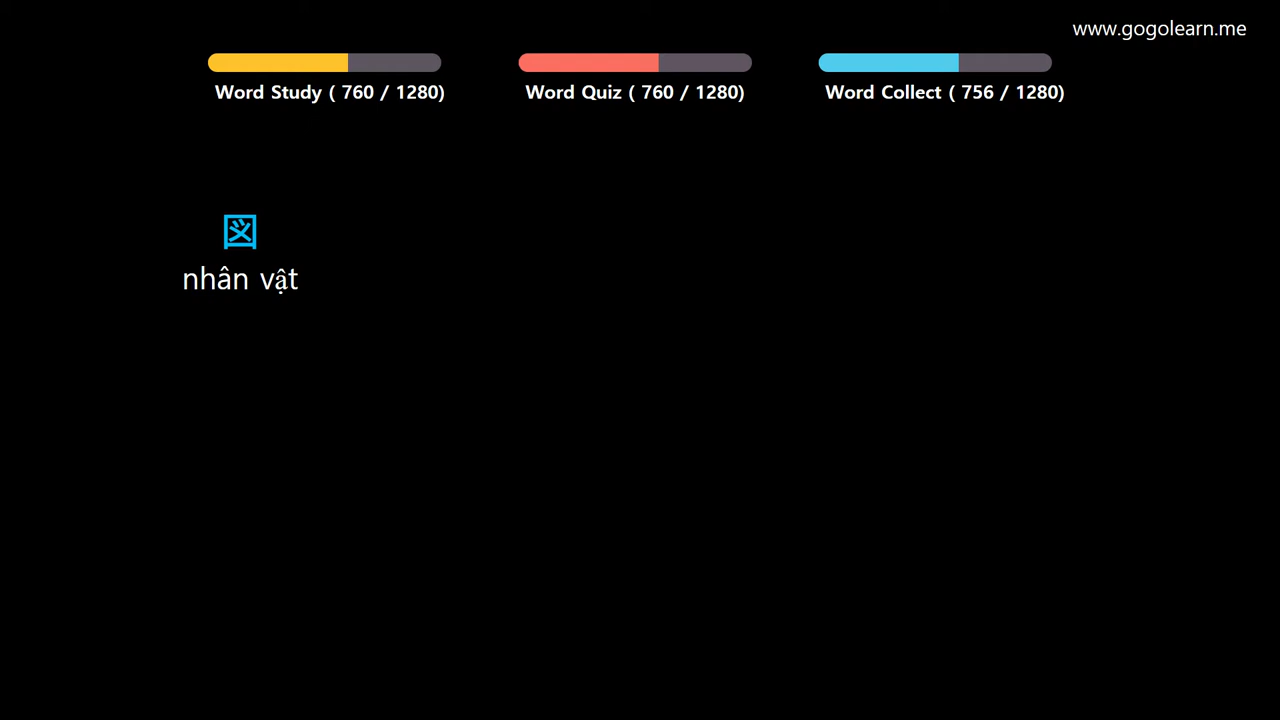 www.gogolearn.me
Word Study ( 760 / 1280)
Word Quiz ( 760 / 1280)
Word Collect ( 756 / 1280)
図
nhân vật